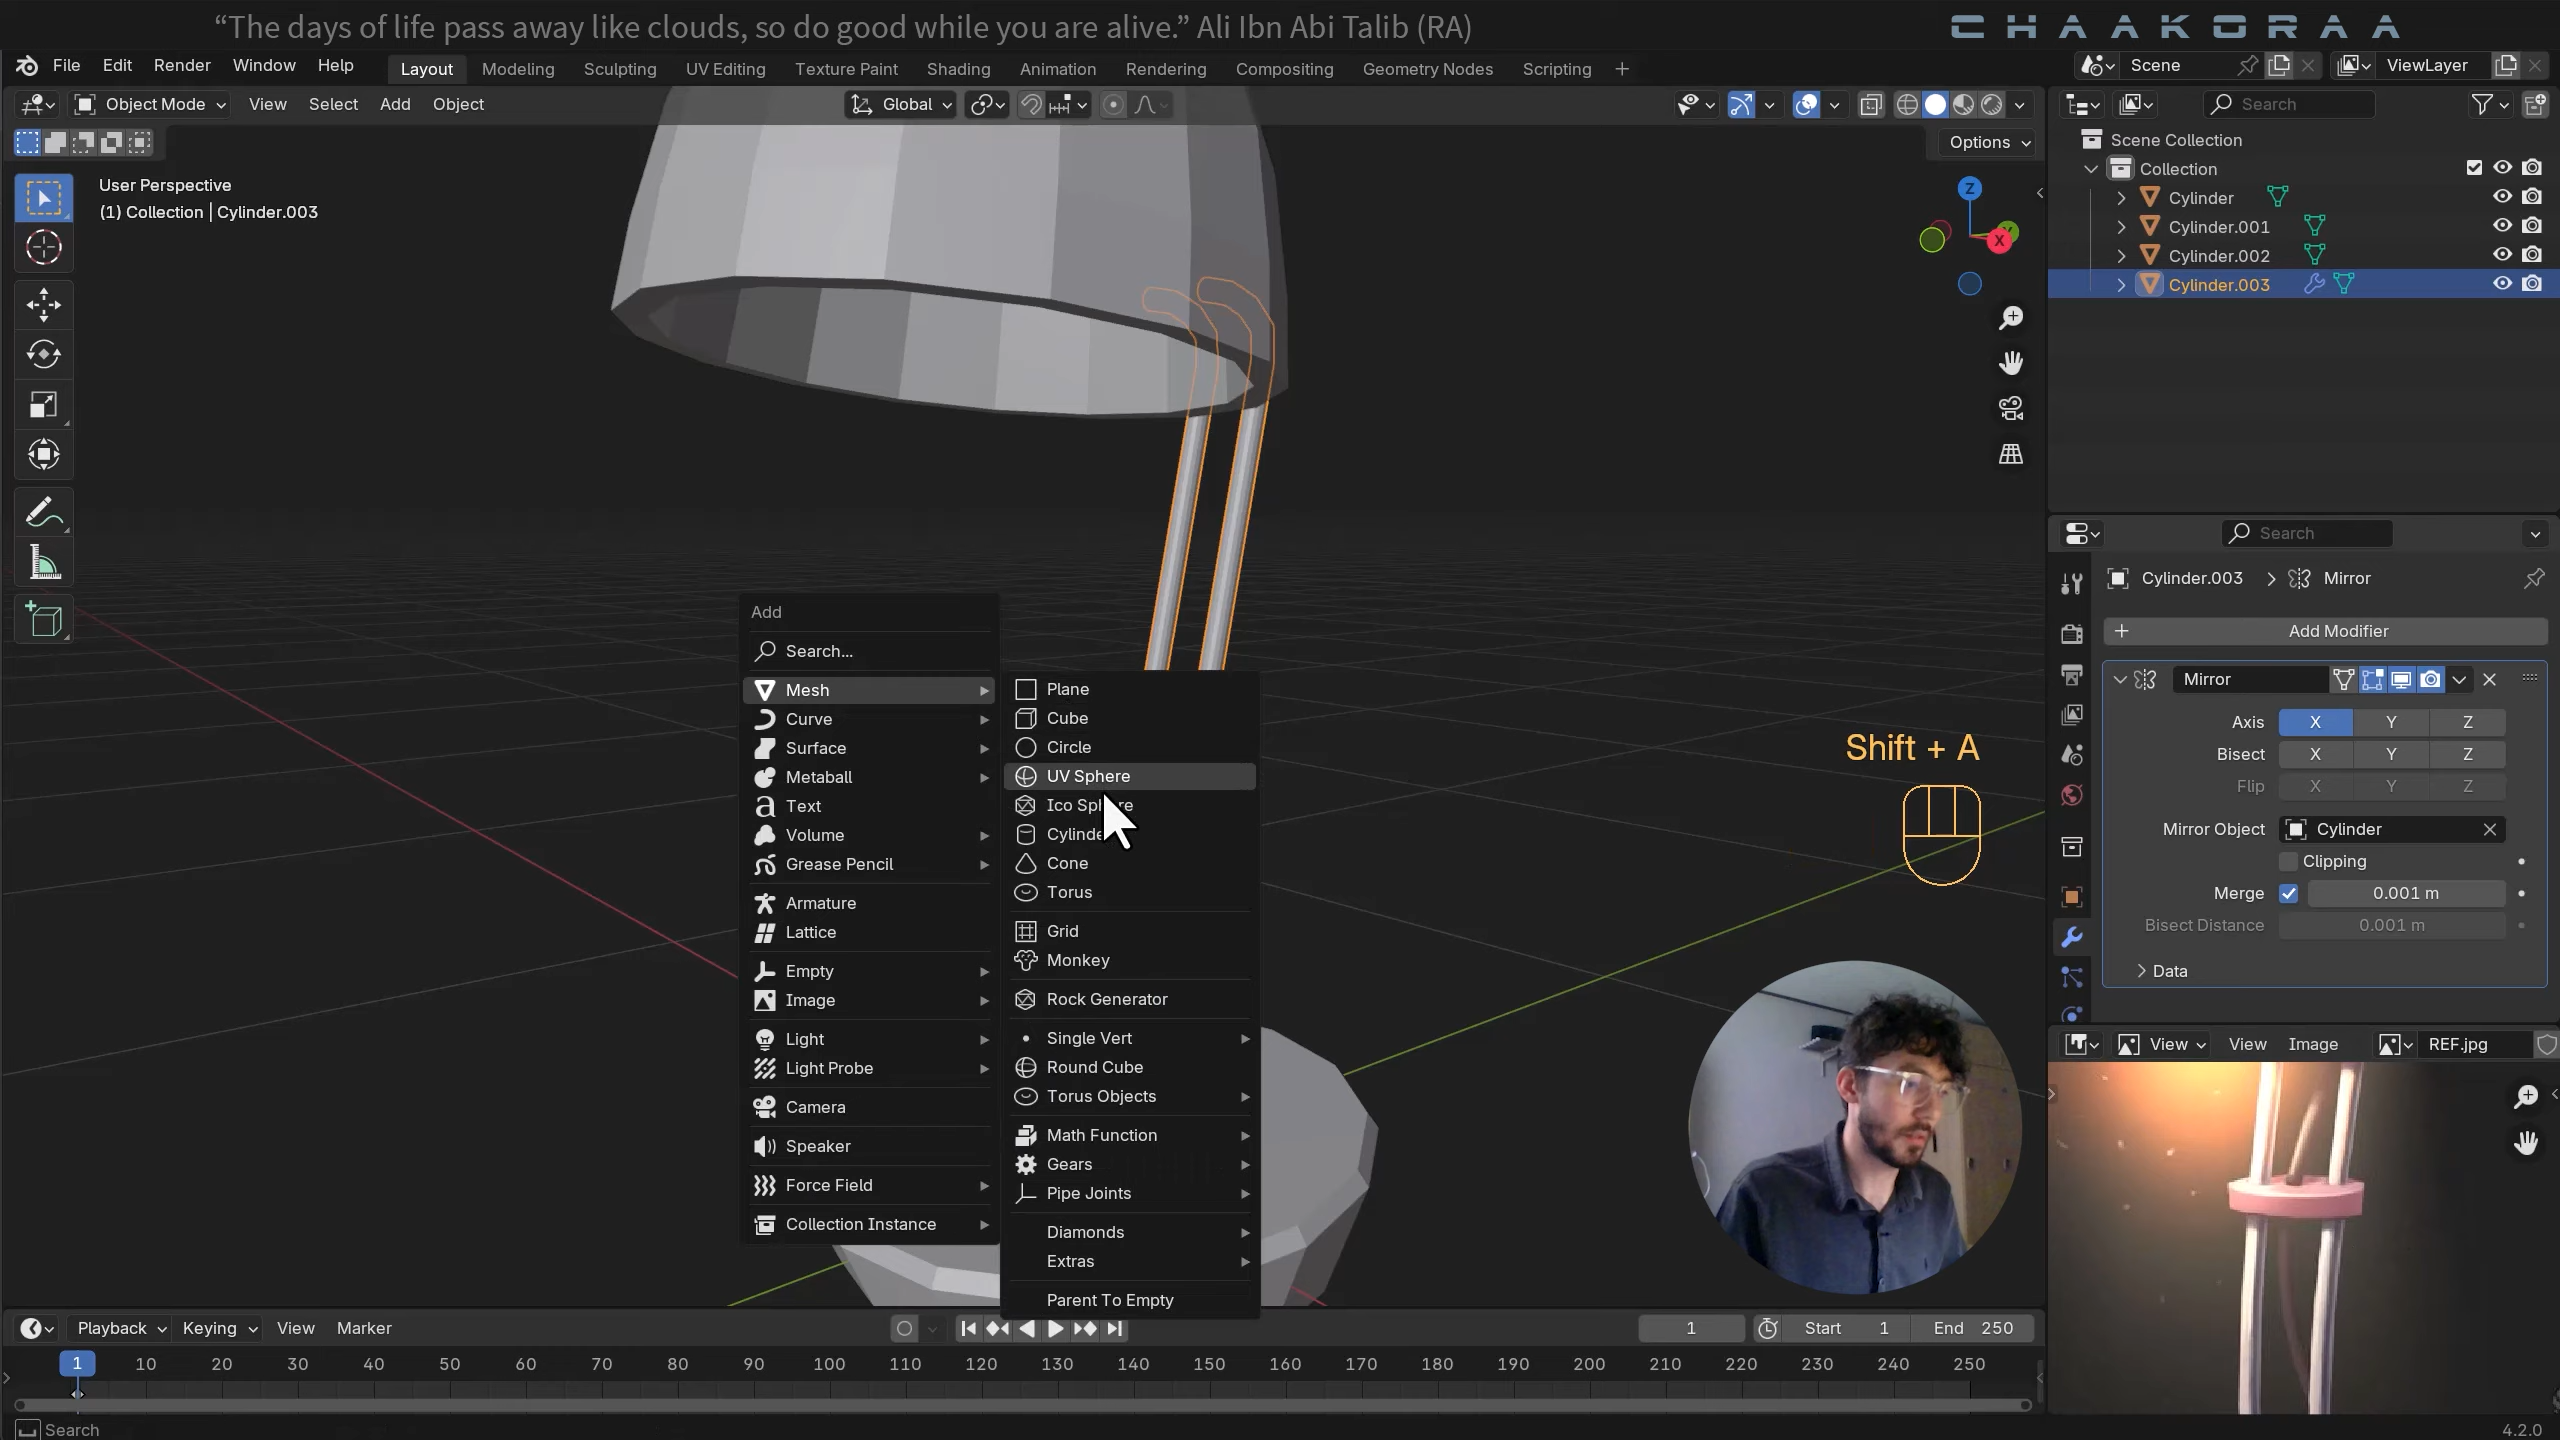 “The days of life pass away like clouds, so do good while you are alive.” Ali Ibn Abi Talib (RA)
CHAAKORAA
File Edit Render Window Help
Layout Modeling Sculpting UV Editing Texture Paint Shading Animation Rendering Compositing Geometry Nodes Scripting +
Scene
ViewLayer
Object Mode View Select Add Object
Global
Search
Options
User Perspective
(1) Collection | Cylinder.003
Z
Y
X
Scene Collection
Collection
Cylinder
Cylinder.001
Cylinder.002
Cylinder.003
Search
Cylinder.003 > Mirror
+ Add Modifier
Mirror
Axis X Y Z
Bisect X Y Z
Flip X Y Z
Mirror Object Cylinder
Clipping
Merge 0.001 m
Bisect Distance 0.001 m
Data
View View Image REF.jpg
Add
Search...
Mesh
Curve
Surface
Metaball
Text
Volume
Grease Pencil
Armature
Lattice
Empty
Image
Light
Light Probe
Camera
Speaker
Force Field
Collection Instance
Plane
Cube
Circle
UV Sphere
Ico Sphere
Cylinde
Cone
Torus
Grid
Monkey
Rock Generator
Single Vert
Round Cube
Torus Objects
Math Function
Gears
Pipe Joints
Diamonds
Extras
Parent To Empty
Shift + A
Playback Keying View Marker
1
Start 1
End 250
1 10 20 30 40 50 60 70 80 90 100 110 120 130 140 150 160 170 180 190 200 210 220 230 240 250
Search
4.2.0